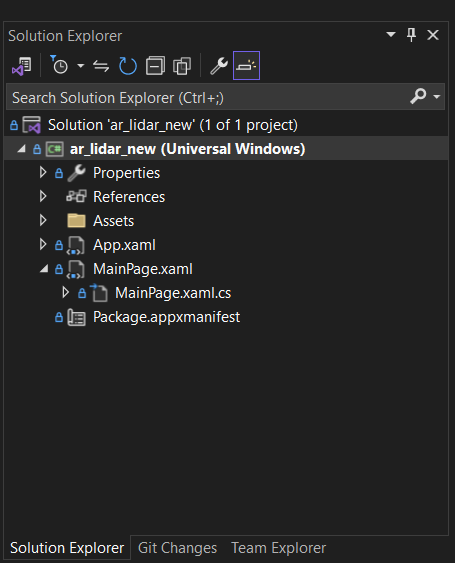 Solution Explorer
Search Solution Explorer (Ctrl+;)
Solution 'ar_lidar_new' (1 of 1 project)
C# ar_lidar_new (Universal Windows)
Properties
References
Assets
App.xaml
MainPage.xaml
MainPage.xaml.cs
Package.appxmanifest
Solution Explorer Git Changes Team Explorer